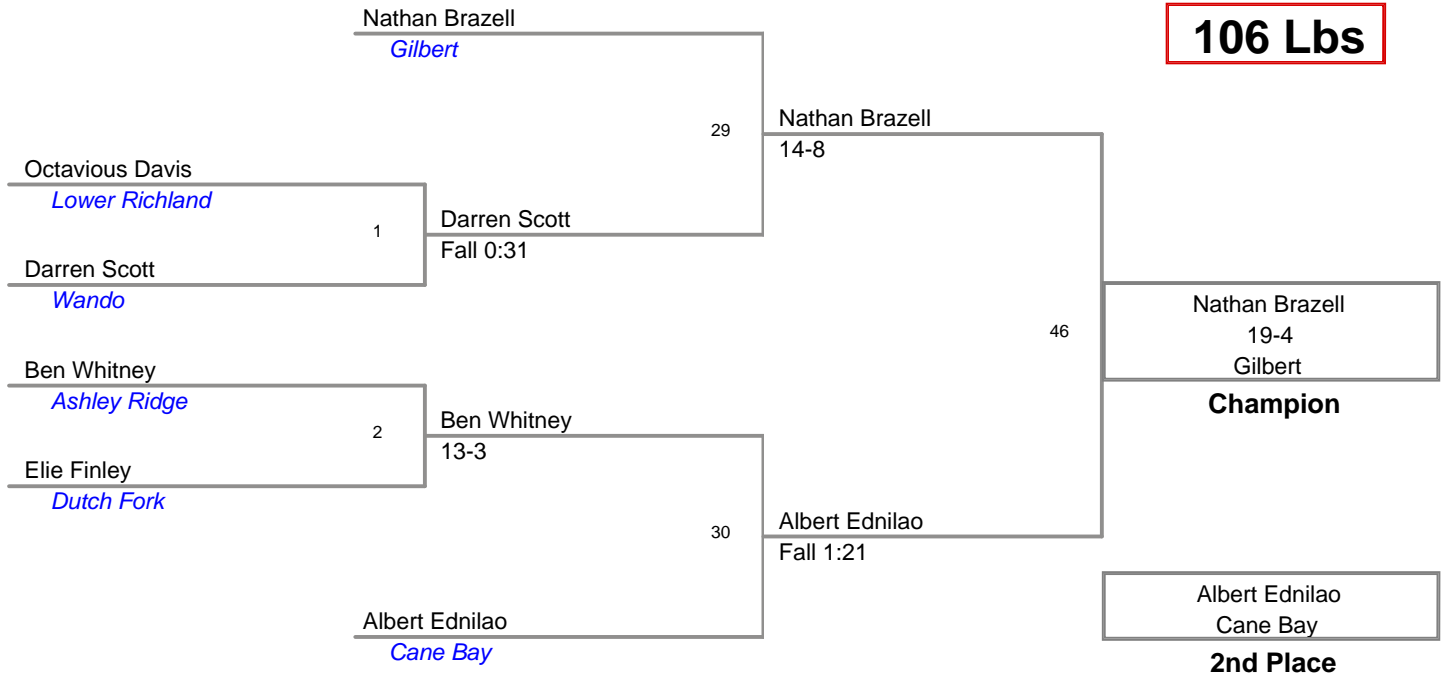 Nathan Brazell
Gilbert
106 Lbs
29
Nathan Brazell
14-8
Octavious Davis
Lower Richland
1
Darren Scott
Fall 0:31
Darren Scott
Wando
46
Nathan Brazell
19-4
Gilbert
Champion
Ben Whitney
Ashley Ridge
2
Ben Whitney
13-3
Elie Finley
Dutch Fork
30
Albert Ednilao
Fall 1:21
Albert Ednilao
Cane Bay
Albert Ednilao
Cane Bay
2nd Place